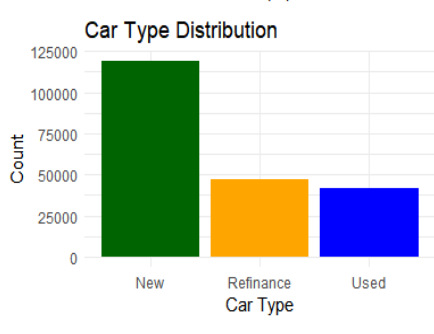 Car Type Distribution
125000
100000
75000
50000
25000
0
Count
New Refinance Used
Car Type